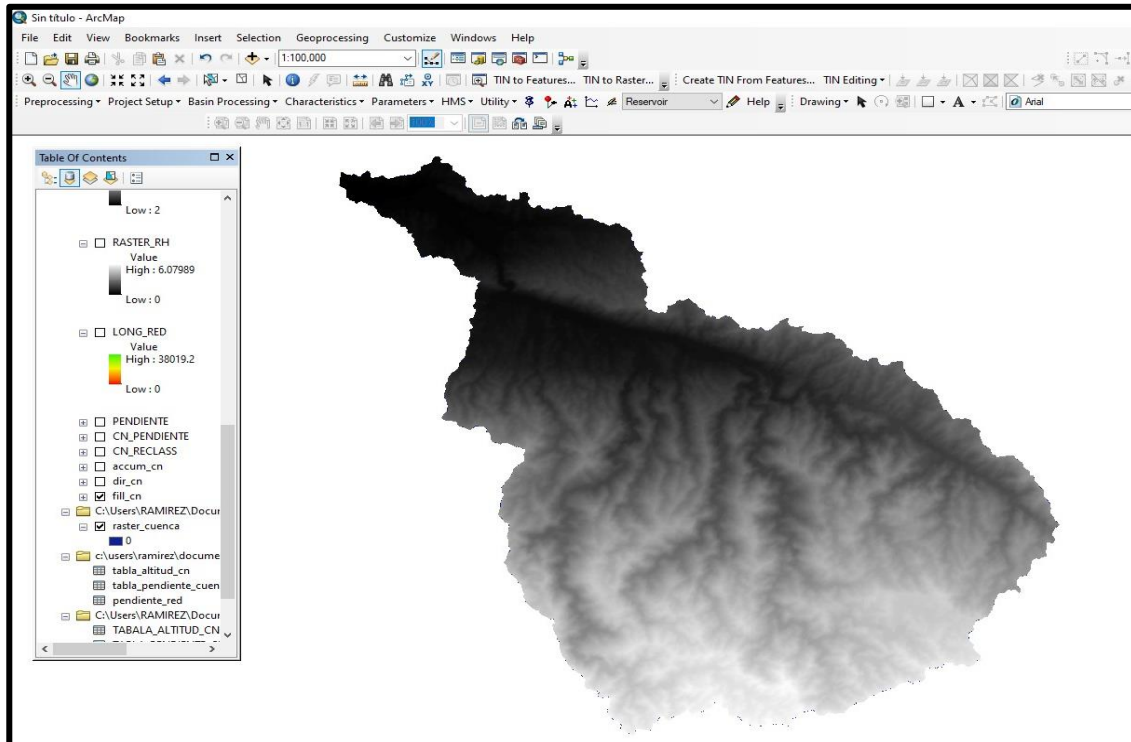 Sin título - ArcMap
File Edit View Bookmarks Insert Selection Geoprocessing Customize Windows Help
1:100,000
TIN to Features... TIN to Raster... Create TIN From Features... TIN Editing
Preprocessing Project Setup Basin Processing Characteristics Parameters HMS Utility Reservoir Help Drawing A Arial
Table Of Contents
Low : 2
RASTER_RH
Value
High : 6.07989
Low : 0
LONG_RED
Value
High : 38019.2
Low : 0
PENDIENTE
CN_PENDIENTE
CN_RECLASS
accum_cn
dir_cn
fill_cn
C:\Users\RAMIREZ\Docur
raster_cuenca
0
c:\users\ramirez\docume
tabla_altitud_cn
tabla_pendiente_cuen
pendiente_red
C:\Users\RAMIREZ\Docur
TABALA_ALTITUD_CN